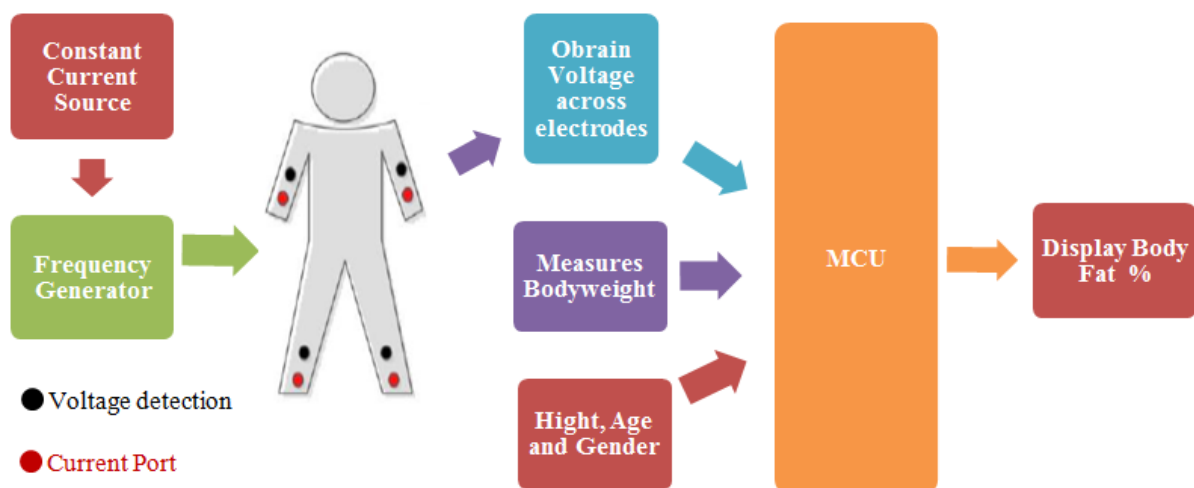 Constant
Current
Source
Frequency
Generator
Voltage detection
Current Port
Obrain
Voltage
across
electrodes
Measures
Bodyweight
Hight, Age
and Gender
MCU
Display Body
Fat %